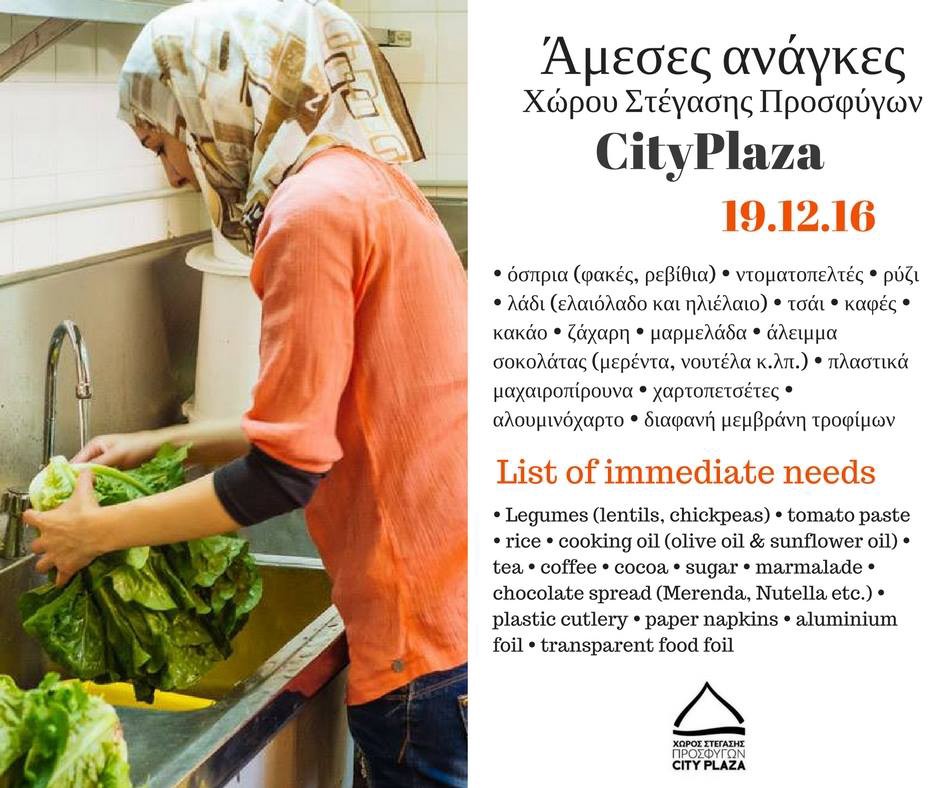 Άμεσες ανάγκες
Χώρου Στέγασης Προσφύγων
CityPlaza
19.12.16
• όσπρια (φακές, ρεβίθια) • ντοματοπελτές • ρύζι
• λάδι (ελαιόλαδο και ηλιέλαιο) • τσάι • καφές •
κακάο • ζάχαρη • μαρμελάδα • άλειμμα
σοκολάτας (μερέντα, νουτέλα κ.λπ.) • πλαστικά
μαχαιροπίρουνα • χαρτοπετσέτες •
αλουμινόχαρτο • διαφανή μεμβράνη τροφίμων
List of immediate needs
• Legumes (lentils, chickpeas) • tomato paste
• rice • cooking oil (olive oil & sunflower oil) •
tea • coffee • cocoa • sugar • marmalade •
chocolate spread (Merenda, Nutella etc.) •
plastic cutlery • paper napkins • aluminium
foil • transparent food foil
ΧΩΡΟΣ ΣΤΕΓΑΣΗΣ
ΠΡΟΣΦΥΓΩΝ
CITY PLAZA